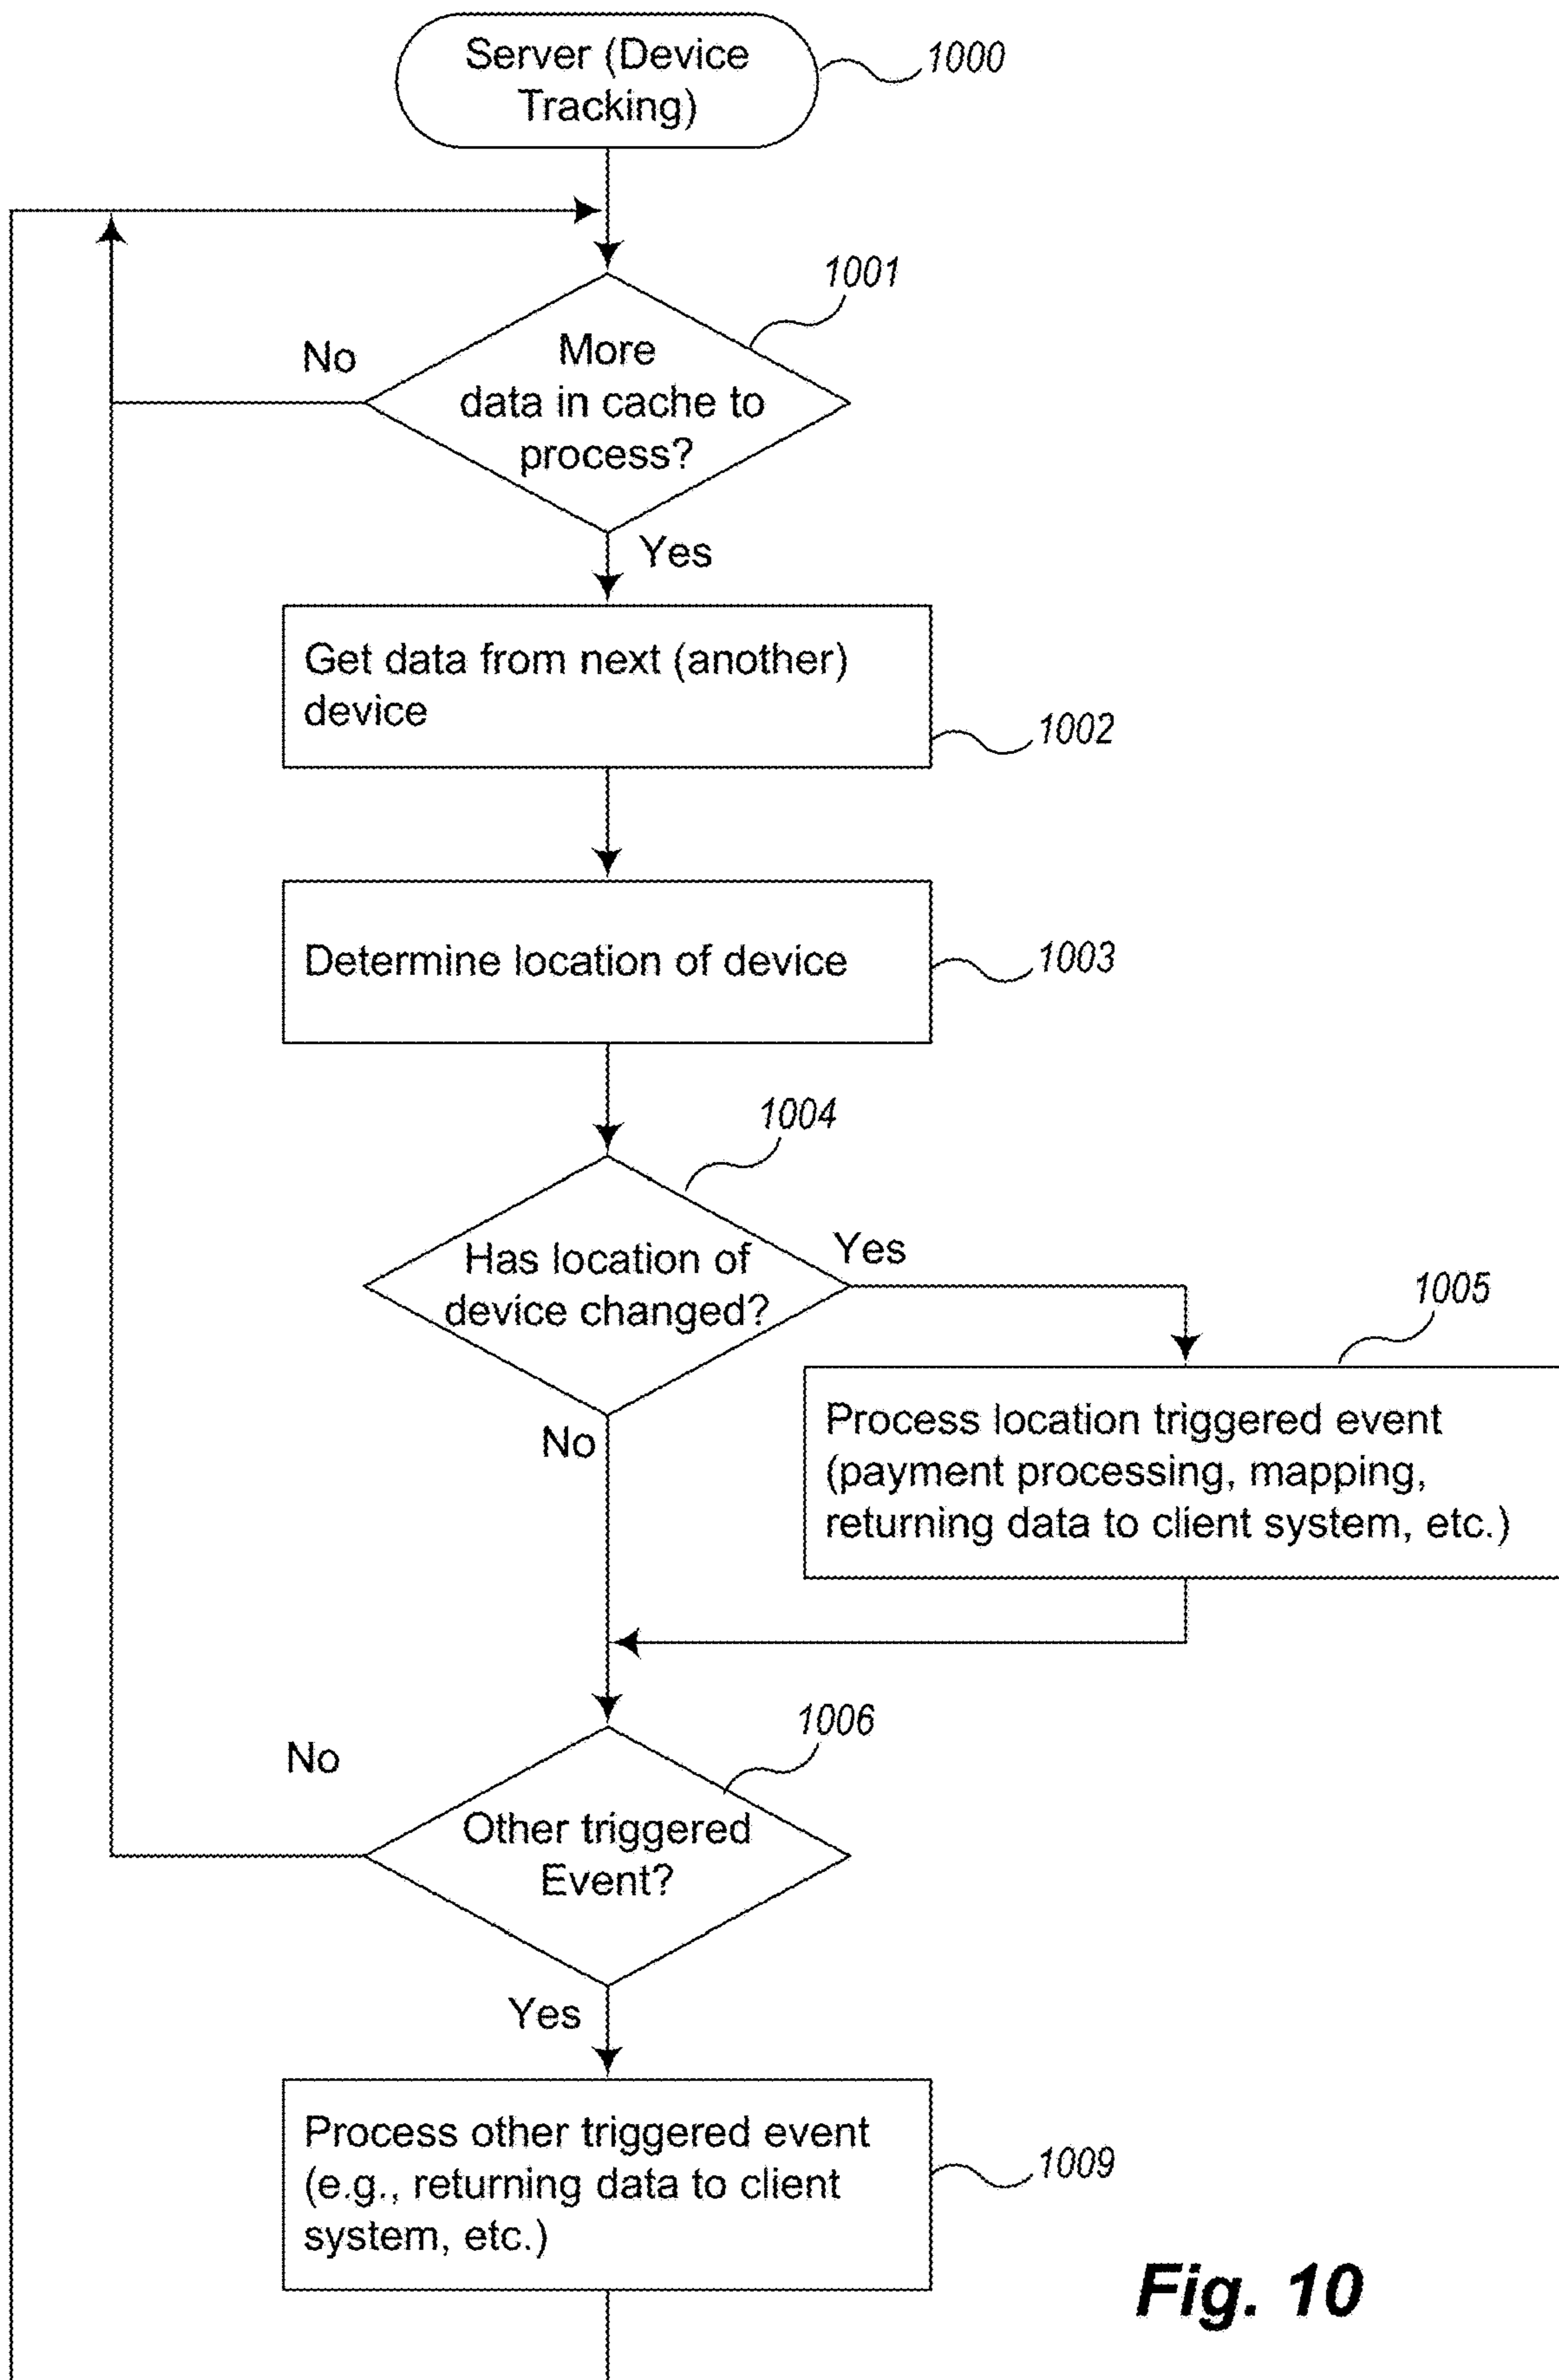 Server (Device
Tracking)
1000
1001
No
More
data in cache to
process?
Yes
Get data from next (another)
device
1002
Determine location of device
1003
1004
Has location of
device changed?
Yes
1005
No
Process location triggered event
(payment processing, mapping,
returning data to client system, etc.)
1006
No
Other triggered
Event?
Yes
Process other triggered event
(e.g., returning data to client
system, etc.)
1009
Fig. 10